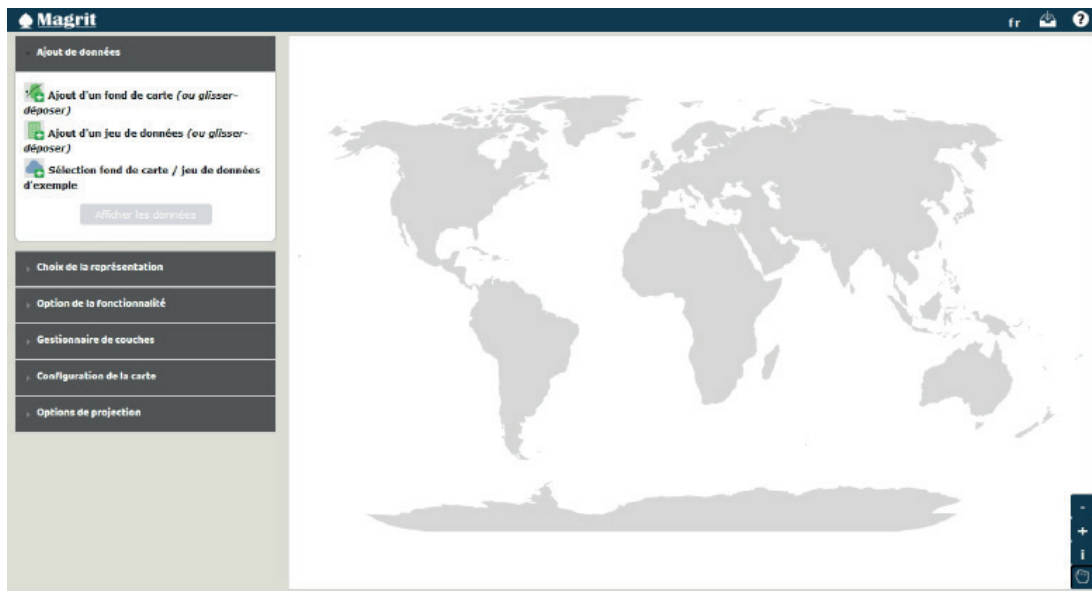 Magrit
fr
?
Ajout de données
Ajout d'un fond de carte (ou glisser-
déposer)
Ajout d'un jeu de données (ou glisser-
déposer)
Sélection fond de carte / jeu de données
d'exemple
Afficher les données
Choix de la représentation
Option de la fonctionnalité
Gestionnaire de couches
Configuration de la carte
Options de projection
-
+
i